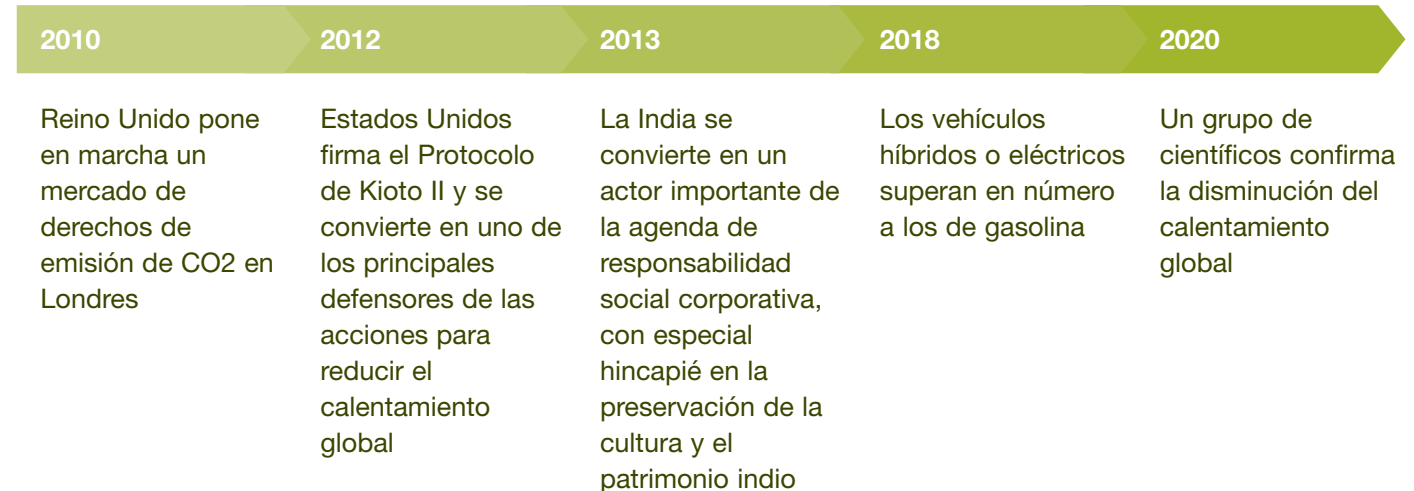 2010
Reino Unido pone
en marcha un
mercado de
derechos de
emisión de CO2 en
Londres
2012
Estados Unidos
firma el Protocolo
de Kioto II y se
convierte en uno de
los principales
defensores de las
acciones para
reducir el
calentamiento
global
2013
La India se
convierte en un
actor importante de
la agenda de
responsabilidad
social corporativa,
con especial
hincapié en la
preservación de la
cultura y el
patrimonio indio
2018
Los vehículos
híbridos o eléctricos
superan en número
a los de gasolina
2020
Un grupo de
científicos confirma
la disminución del
calentamiento
global